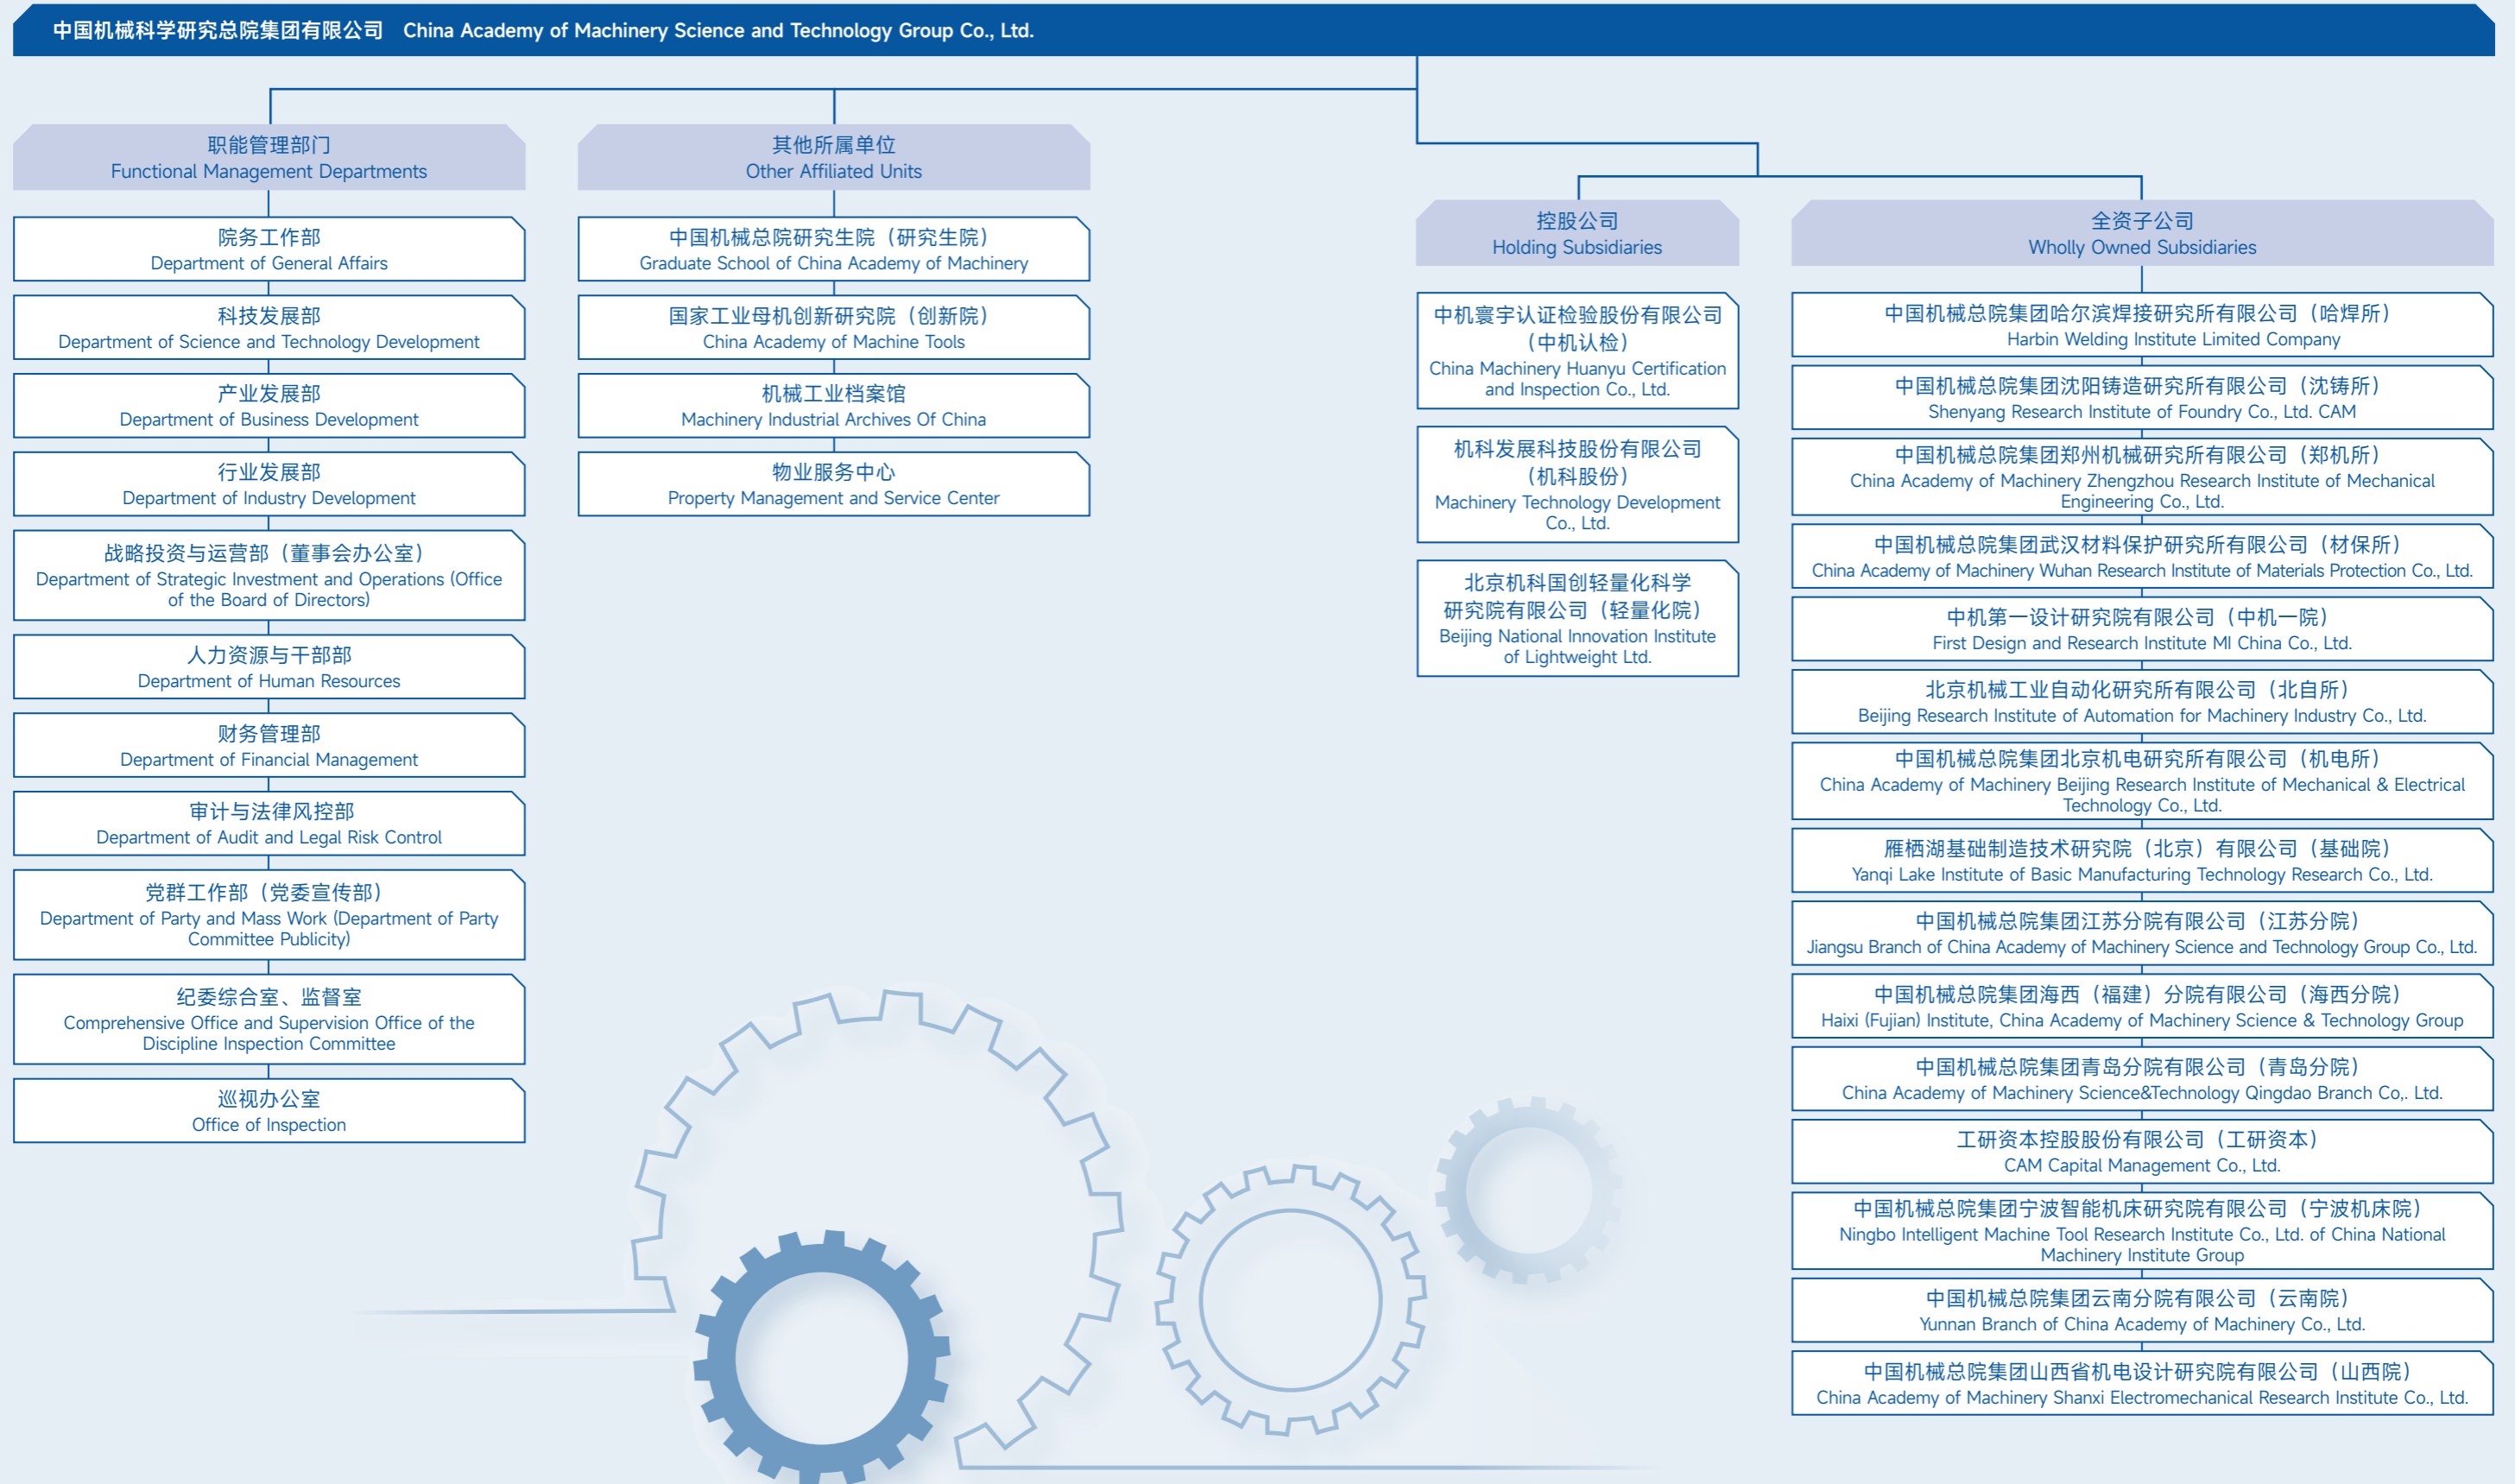 中国机械科学研究总院集团有限公司 China Academy of Machinery Science and Technology Group Co., Ltd.
职能管理部门
Functional Management Departments
院务工作部
Department of General Affairs
科技发展部
Department of Science and Technology Development
产业发展部
Department of Business Development
行业发展部
Department of Industry Development
战略投资与运营部（董事会办公室）
Department of Strategic Investment and Operations (Office
of the Board of Directors)
人力资源与干部部
Department of Human Resources
财务管理部
Department of Financial Management
审计与法律风控部
Department of Audit and Legal Risk Control
党群工作部（党委宣传部）
Department of Party and Mass Work (Department of Party
Committee Publicity)
纪委综合室、监督室
Comprehensive Office and Supervision Office of the
Discipline Inspection Committee
巡视办公室
Office of Inspection
其他所属单位
Other Affiliated Units
中国机械总院研究生院（研究生院）
Graduate School of China Academy of Machinery
国家工业母机创新研究院（创新院）
China Academy of Machine Tools
机械工业档案馆
Machinery Industrial Archives Of China
物业服务中心
Property Management and Service Center
控股公司
Holding Subsidiaries
中机寰宇认证检验股份有限公司
（中机认检）
China Machinery Huanyu Certification
and Inspection Co., Ltd.
机科发展科技股份有限公司
（机科股份）
Machinery Technology Development
Co., Ltd.
北京机科国创轻量化科学
研究院有限公司（轻量化院）
Beijing National Innovation Institute
of Lightweight Ltd.
全资子公司
Wholly Owned Subsidiaries
中国机械总院集团哈尔滨焊接研究所有限公司（哈焊所）
Harbin Welding Institute Limited Company
中国机械总院集团沈阳铸造研究所有限公司（沈铸所）
Shenyang Research Institute of Foundry Co., Ltd. CAM
中国机械总院集团郑州机械研究所有限公司（郑机所）
China Academy of Machinery Zhengzhou Research Institute of Mechanical
Engineering Co., Ltd.
中国机械总院集团武汉材料保护研究所有限公司（材保所）
China Academy of Machinery Wuhan Research Institute of Materials Protection Co., Ltd.
中机第一设计研究院有限公司（中机一院）
First Design and Research Institute MI China Co., Ltd.
北京机械工业自动化研究所有限公司（北自所）
Beijing Research Institute of Automation for Machinery Industry Co., Ltd.
中国机械总院集团北京机电研究所有限公司（机电所）
China Academy of Machinery Beijing Research Institute of Mechanical & Electrical
Technology Co., Ltd.
雁栖湖基础制造技术研究院（北京）有限公司（基础院）
Yanqi Lake Institute of Basic Manufacturing Technology Research Co., Ltd.
中国机械总院集团江苏分院有限公司（江苏分院）
Jiangsu Branch of China Academy of Machinery Science and Technology Group Co., Ltd.
中国机械总院集团海西（福建）分院有限公司（海西分院）
Haixi (Fujian) Institute, China Academy of Machinery Science & Technology Group
中国机械总院集团青岛分院有限公司（青岛分院）
China Academy of Machinery Science&Technology Qingdao Branch Co,. Ltd.
工研资本控股股份有限公司（工研资本）
CAM Capital Management Co., Ltd.
中国机械总院集团宁波智能机床研究院有限公司（宁波机床院）
Ningbo Intelligent Machine Tool Research Institute Co., Ltd. of China National
Machinery Institute Group
中国机械总院集团云南分院有限公司（云南院）
Yunnan Branch of China Academy of Machinery Co., Ltd.
中国机械总院集团山西省机电设计研究院有限公司（山西院）
China Academy of Machinery Shanxi Electromechanical Research Institute Co., Ltd.